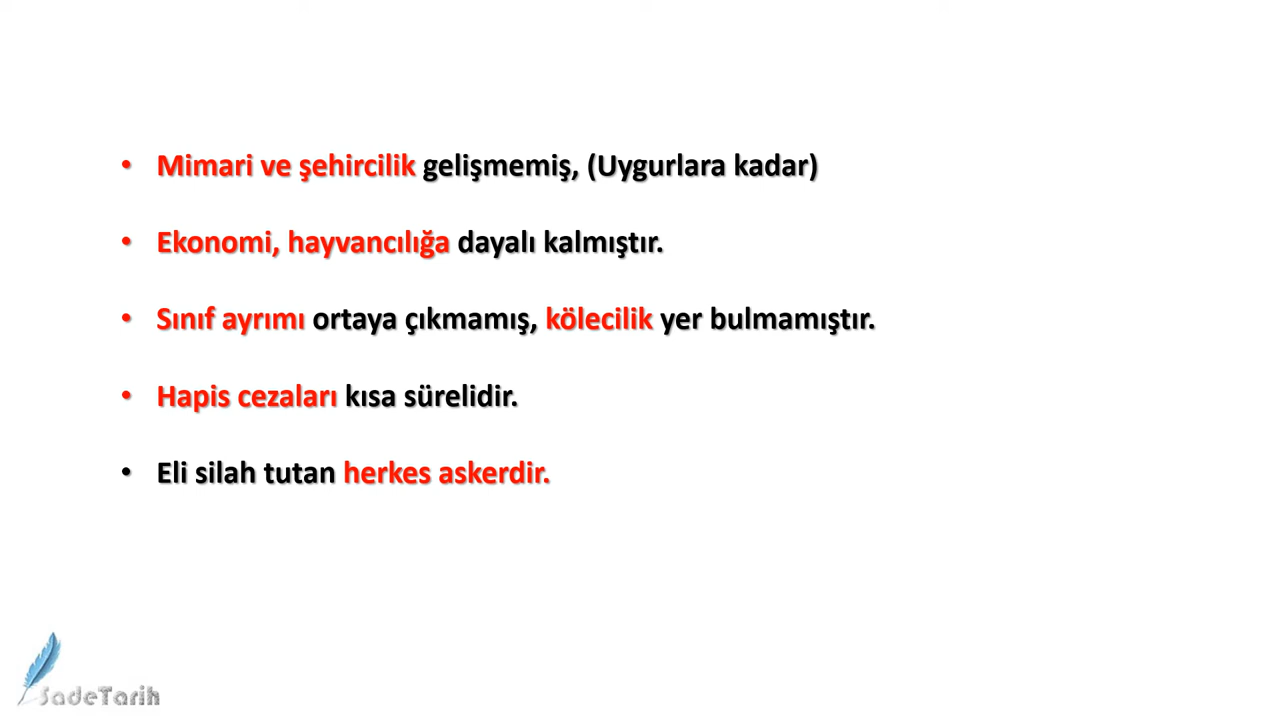 • Mimari ve şehircilik gelişmemiş, (Uygurlara kadar)
• Ekonomi, hayvancılığa dayalı kalmıştır.
• Sınıf ayrımı ortaya çıkmamış, kölecilik yer bulmamıştır.
• Hapis cezaları kısa sürelidir.
• Eli silah tutan herkes askerdir.
SadeTarih